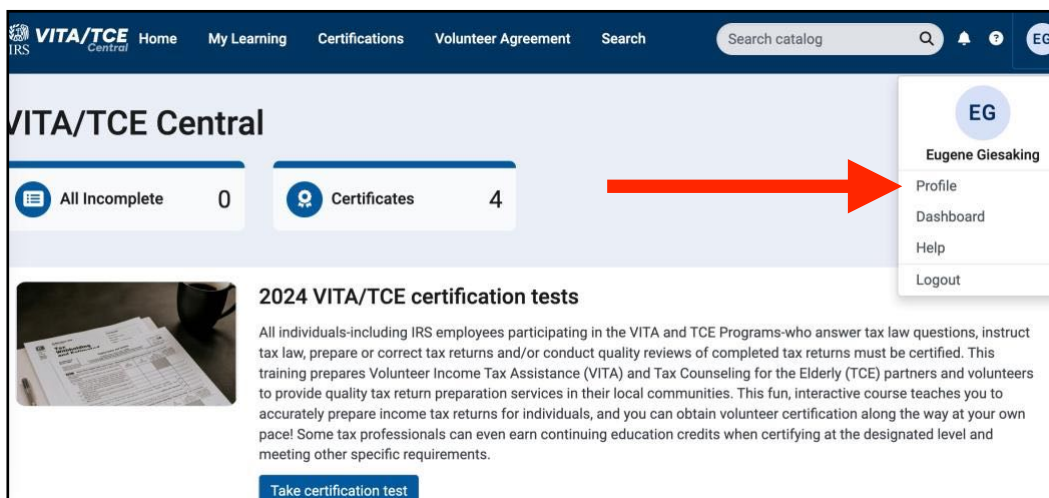 VITA/TCE Central
IRS
Home My Learning Certifications Volunteer Agreement Search
Search catalog
EG
EG
Eugene Giesaking
Profile
Dashboard
Help
Logout
VITA/TCE Central
All Incomplete 0
Certificates 4
2024 VITA/TCE certification tests
All individuals-including IRS employees participating in the VITA and TCE Programs-who answer tax law questions, instruct
tax law, prepare or correct tax returns and/or conduct quality reviews of completed tax returns must be certified. This
training prepares Volunteer Income Tax Assistance (VITA) and Tax Counseling for the Elderly (TCE) partners and volunteers
to provide quality tax return preparation services in their local communities. This fun, interactive course teaches you to
accurately prepare income tax returns for individuals, and you can obtain volunteer certification along the way at your own
pace! Some tax professionals can even earn continuing education credits when certifying at the designated level and
meeting other specific requirements.
Take certification test